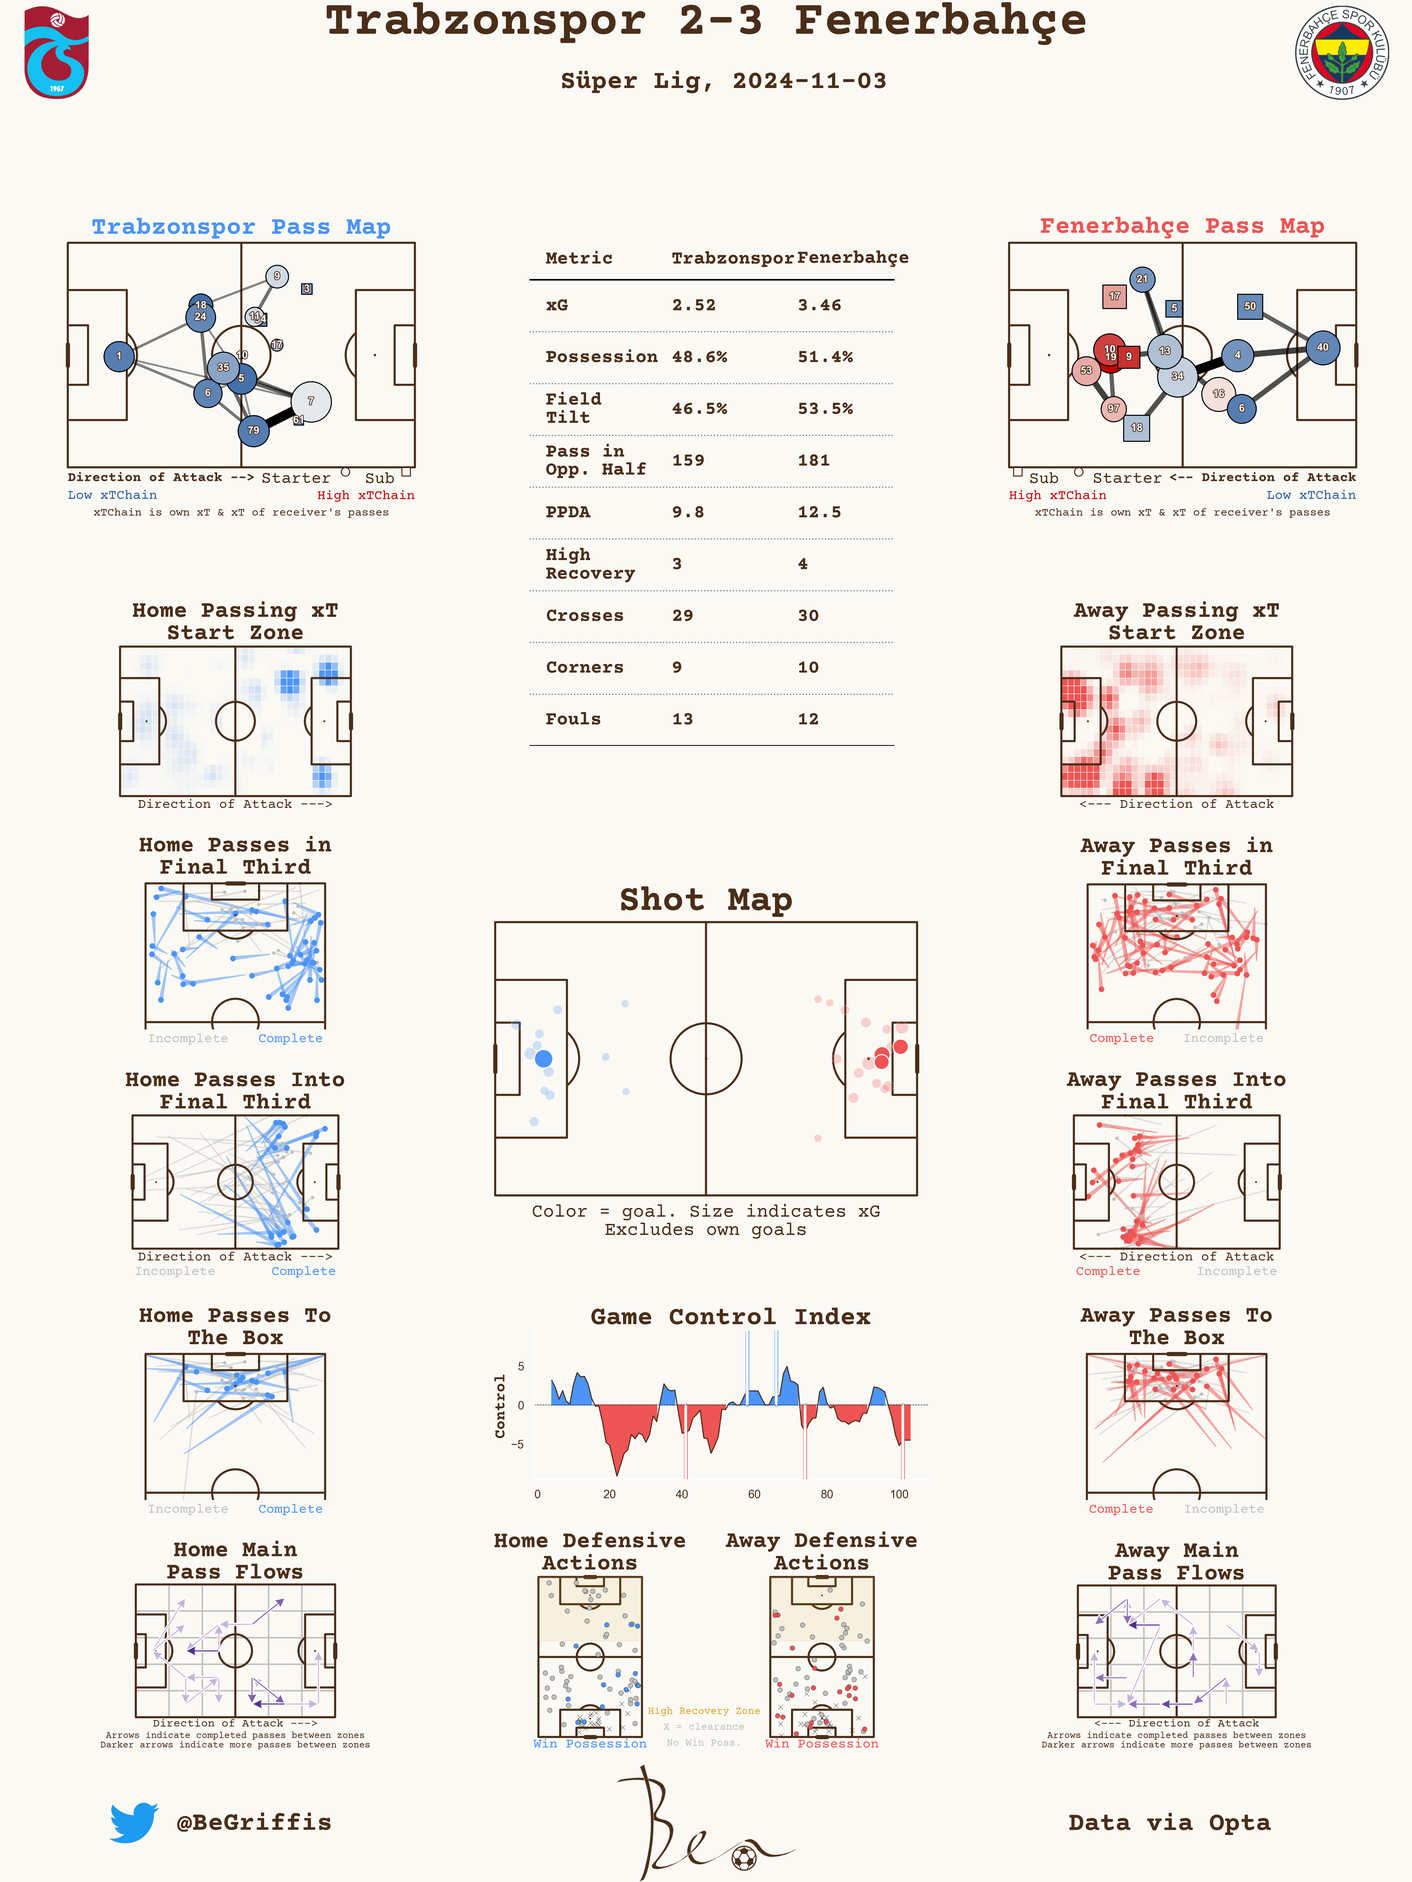 Trabzonspor 2-3 Fenerbahçe
Süper Lig, 2024-11-03
1967
FENERBAHÇE SPOR KULÜBÜ
★ 1907 ★
Trabzonspor Pass Map
9
3
18
24
11
17
1
10
35
5
6
7
61
79
Direction of Attack --> Starter Sub
Low xTChain High xTChain
xTChain is own xT & xT of receiver's passes
Metric Trabzonspor Fenerbahçe
xG 2.52 3.46
Possession 48.6% 51.4%
Field
Tilt 46.5% 53.5%
Pass in
Opp. Half 159 181
PPDA 9.8 12.5
High
Recovery 3 4
Crosses 29 30
Corners 9 10
Fouls 13 12
Fenerbahçe Pass Map
21
17
5
50
10
19
9
13
4
40
53
34
16
97
6
18
Sub Starter <-- Direction of Attack
High xTChain Low xTChain
xTChain is own xT & xT of receiver's passes
Home Passing xT
Start Zone
Direction of Attack --->
Away Passing xT
Start Zone
<--- Direction of Attack
Home Passes in
Final Third
Incomplete Complete
Away Passes in
Final Third
Complete Incomplete
Shot Map
Color = goal. Size indicates xG
Excludes own goals
Home Passes Into
Final Third
Direction of Attack --->
Incomplete Complete
Away Passes Into
Final Third
<--- Direction of Attack
Complete Incomplete
Home Passes To
The Box
Incomplete Complete
Game Control Index
Control
5
0
−5
0 20 40 60 80 100
Away Passes To
The Box
Complete Incomplete
Home Main
Pass Flows
Direction of Attack --->
Arrows indicate completed passes between zones
Darker arrows indicate more passes between zones
Home Defensive
Actions
Win Possession
Away Defensive
Actions
Win Possession
High Recovery Zone
X = clearance
No Win Poss.
Away Main
Pass Flows
<--- Direction of Attack
Arrows indicate completed passes between zones
Darker arrows indicate more passes between zones
@BeGriffis
Ben
Data via Opta